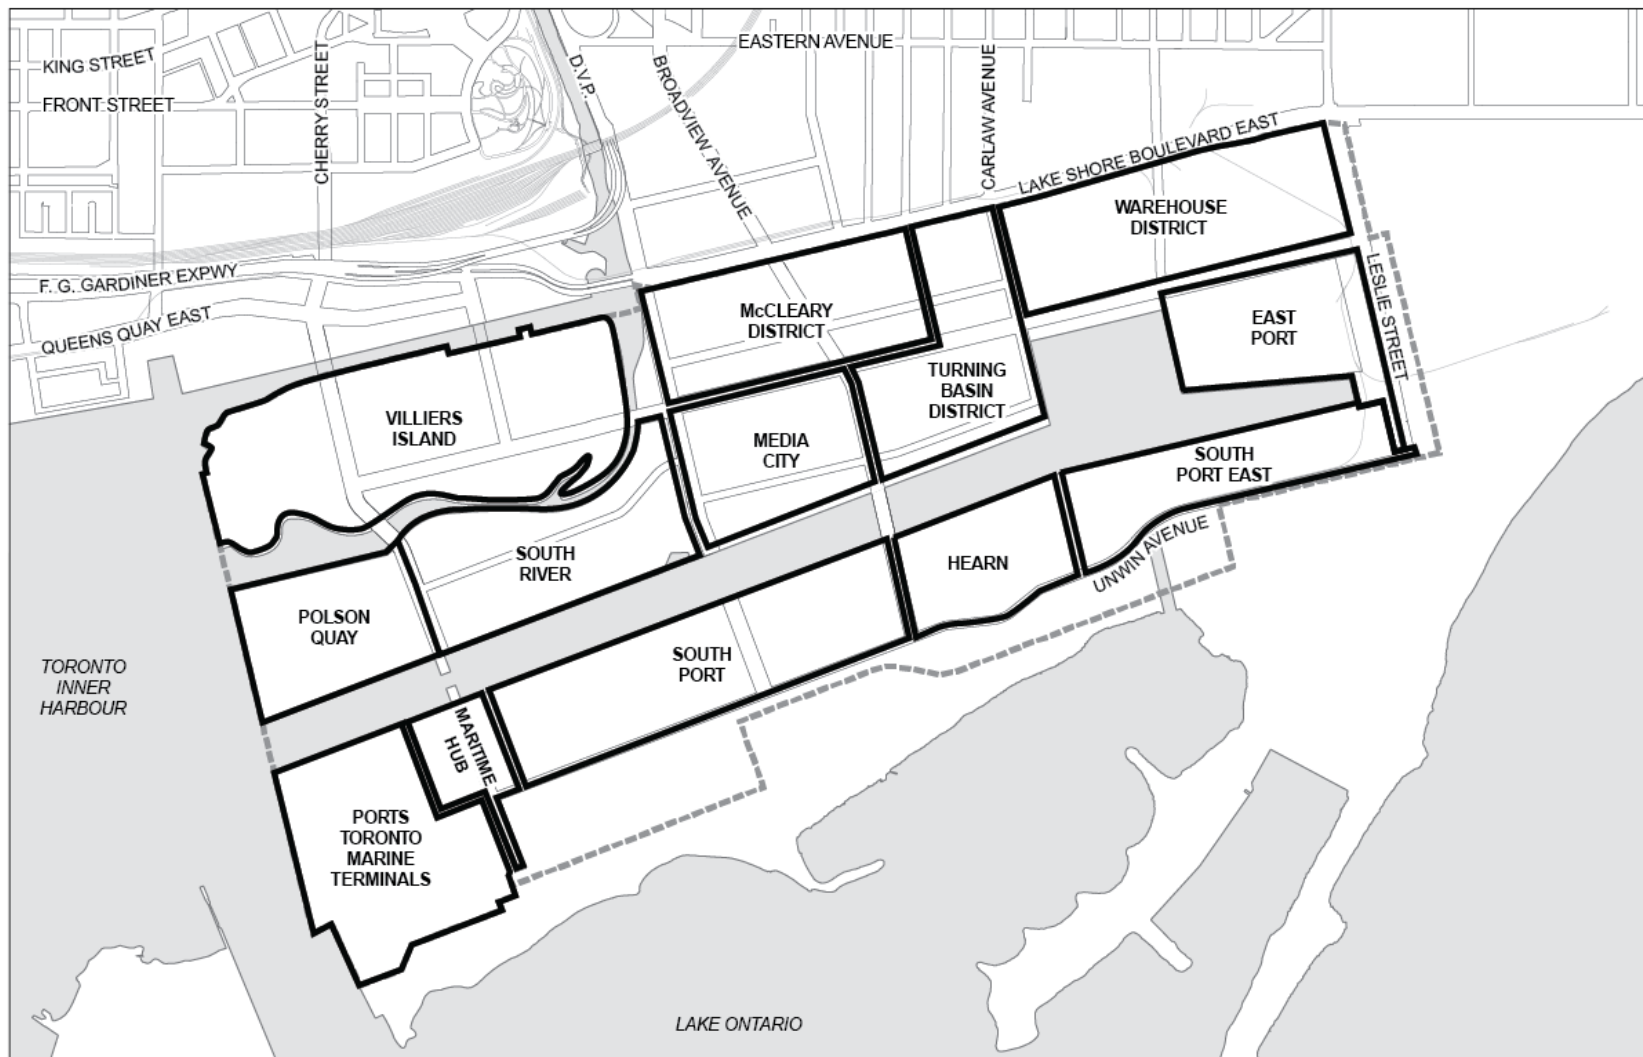 EASTERN AVENUE
KING STREET
FRONT STREET
CHERRY STREET
D.V.P.
BROADVIEW AVENUE
CARLAW AVENUE
LAKE SHORE BOULEVARD EAST
F. G. GARDINER EXPWY
QUEENS QUAY EAST
WAREHOUSE
DISTRICT
LESLIE STREET
McCLEARY
DISTRICT
EAST
PORT
VILLIERS
ISLAND
TURNING
BASIN
DISTRICT
MEDIA
CITY
SOUTH
PORT EAST
SOUTH
RIVER
HEARN
UNWIN AVENUE
POLSON
QUAY
SOUTH
PORT
TORONTO
INNER
HARBOUR
MARITIME
HUB
PORTS
TORONTO
MARINE
TERMINALS
LAKE ONTARIO